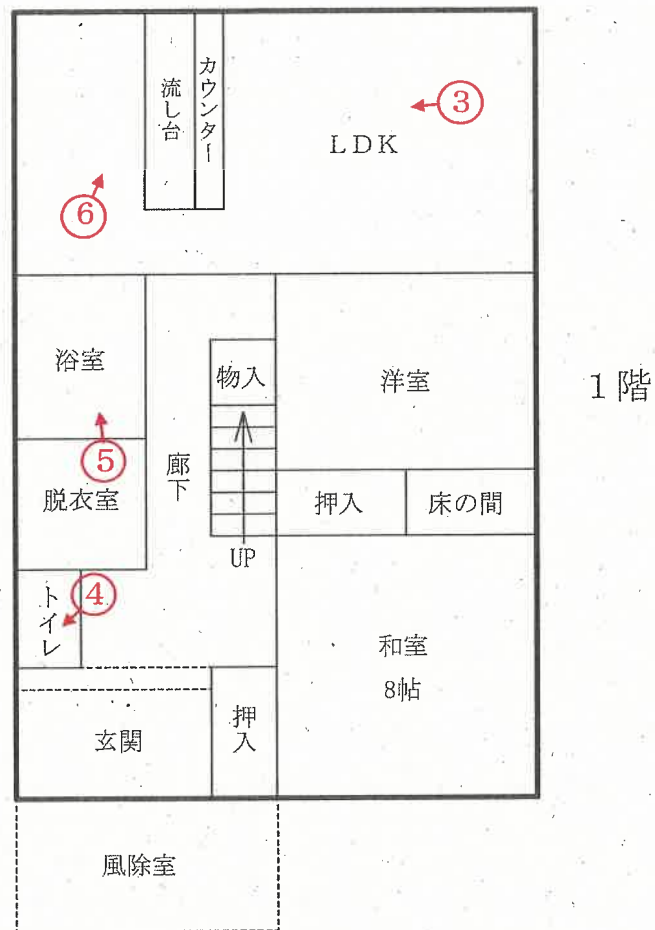 流し台
カウンター
③
LDK
⑥
浴室
物入
洋室
1階
⑤
脱衣室
廊下
押入
床の間
UP
④
トイレ
和室
8帖
玄関
押入
風除室